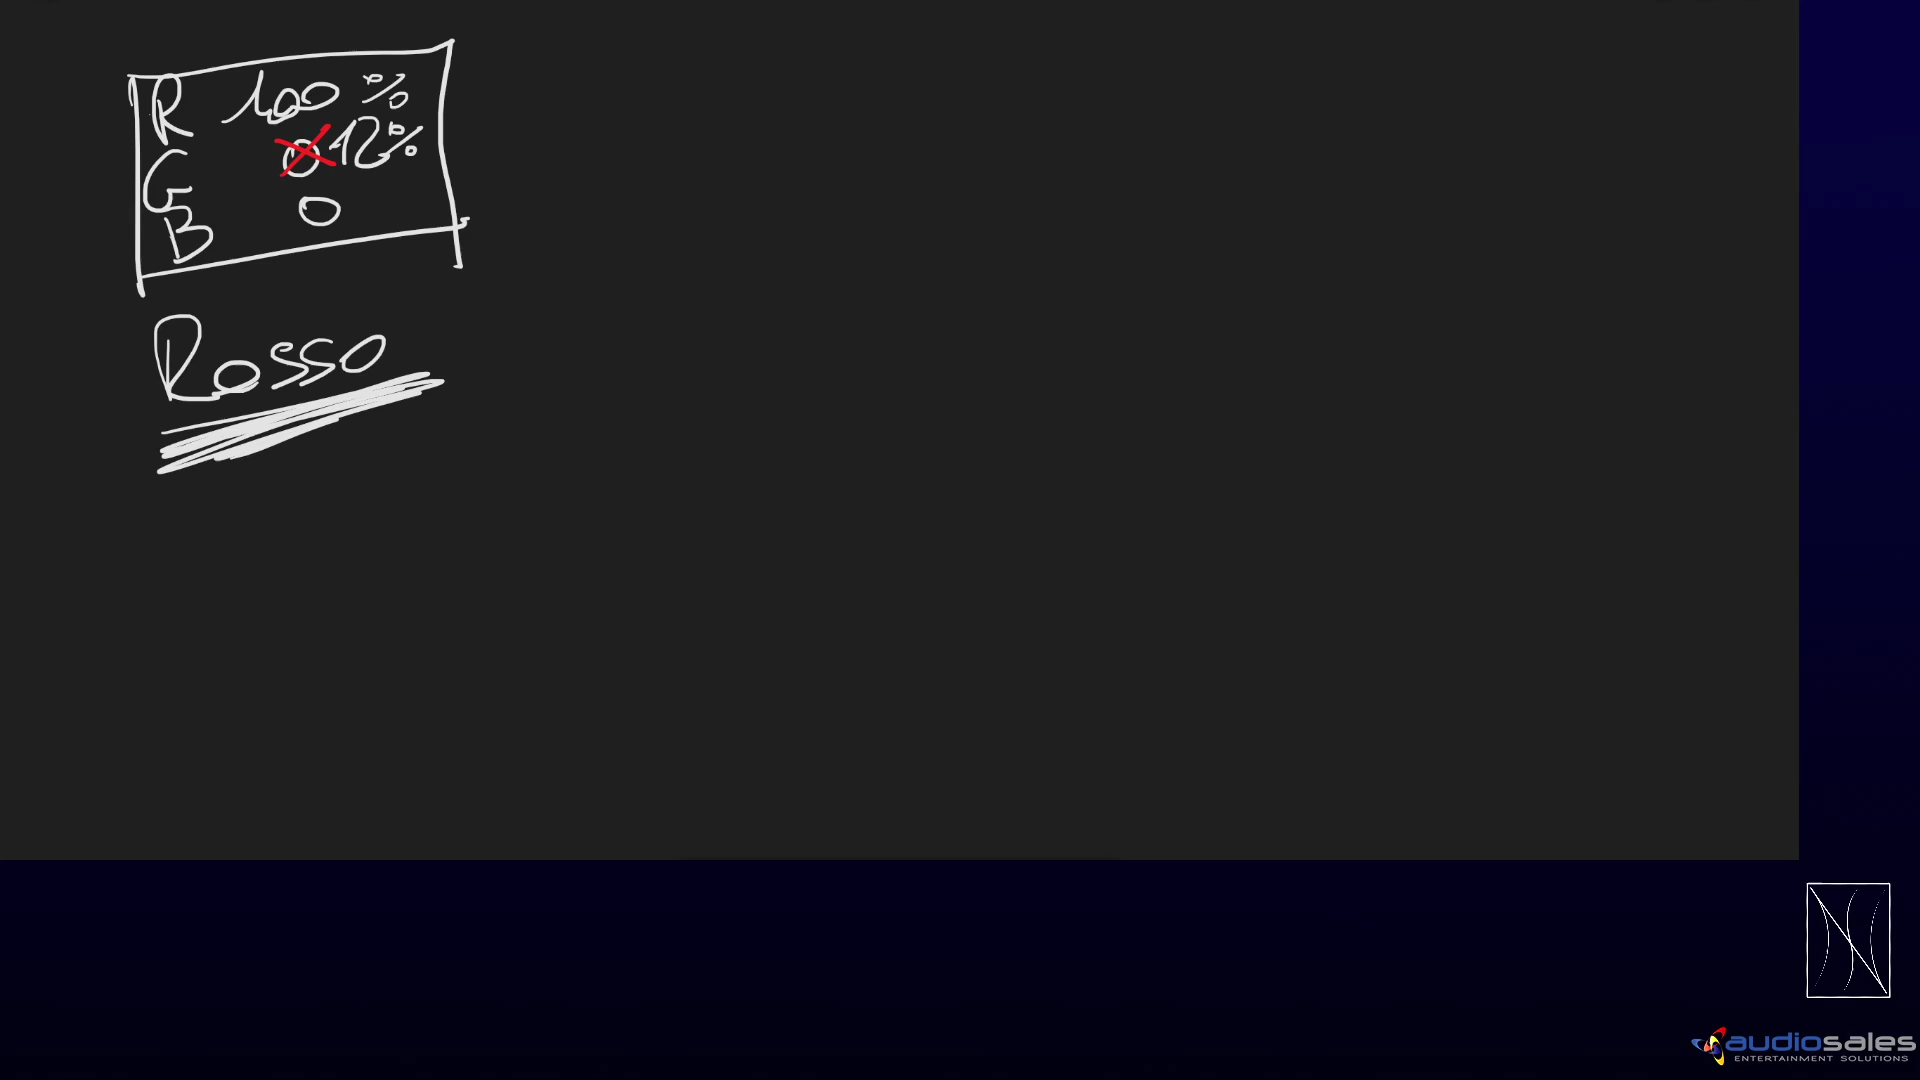 R 100 %
G 0 12%
B 0
Rosso
audiosales
ENTERTAINMENT SOLUTIONS